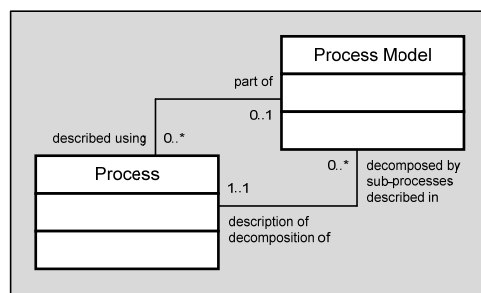 Process Model
part of
0..1
described using
0..*
Process
0..*
decomposed by
sub-processes
described in
1..1
description of
decomposition of